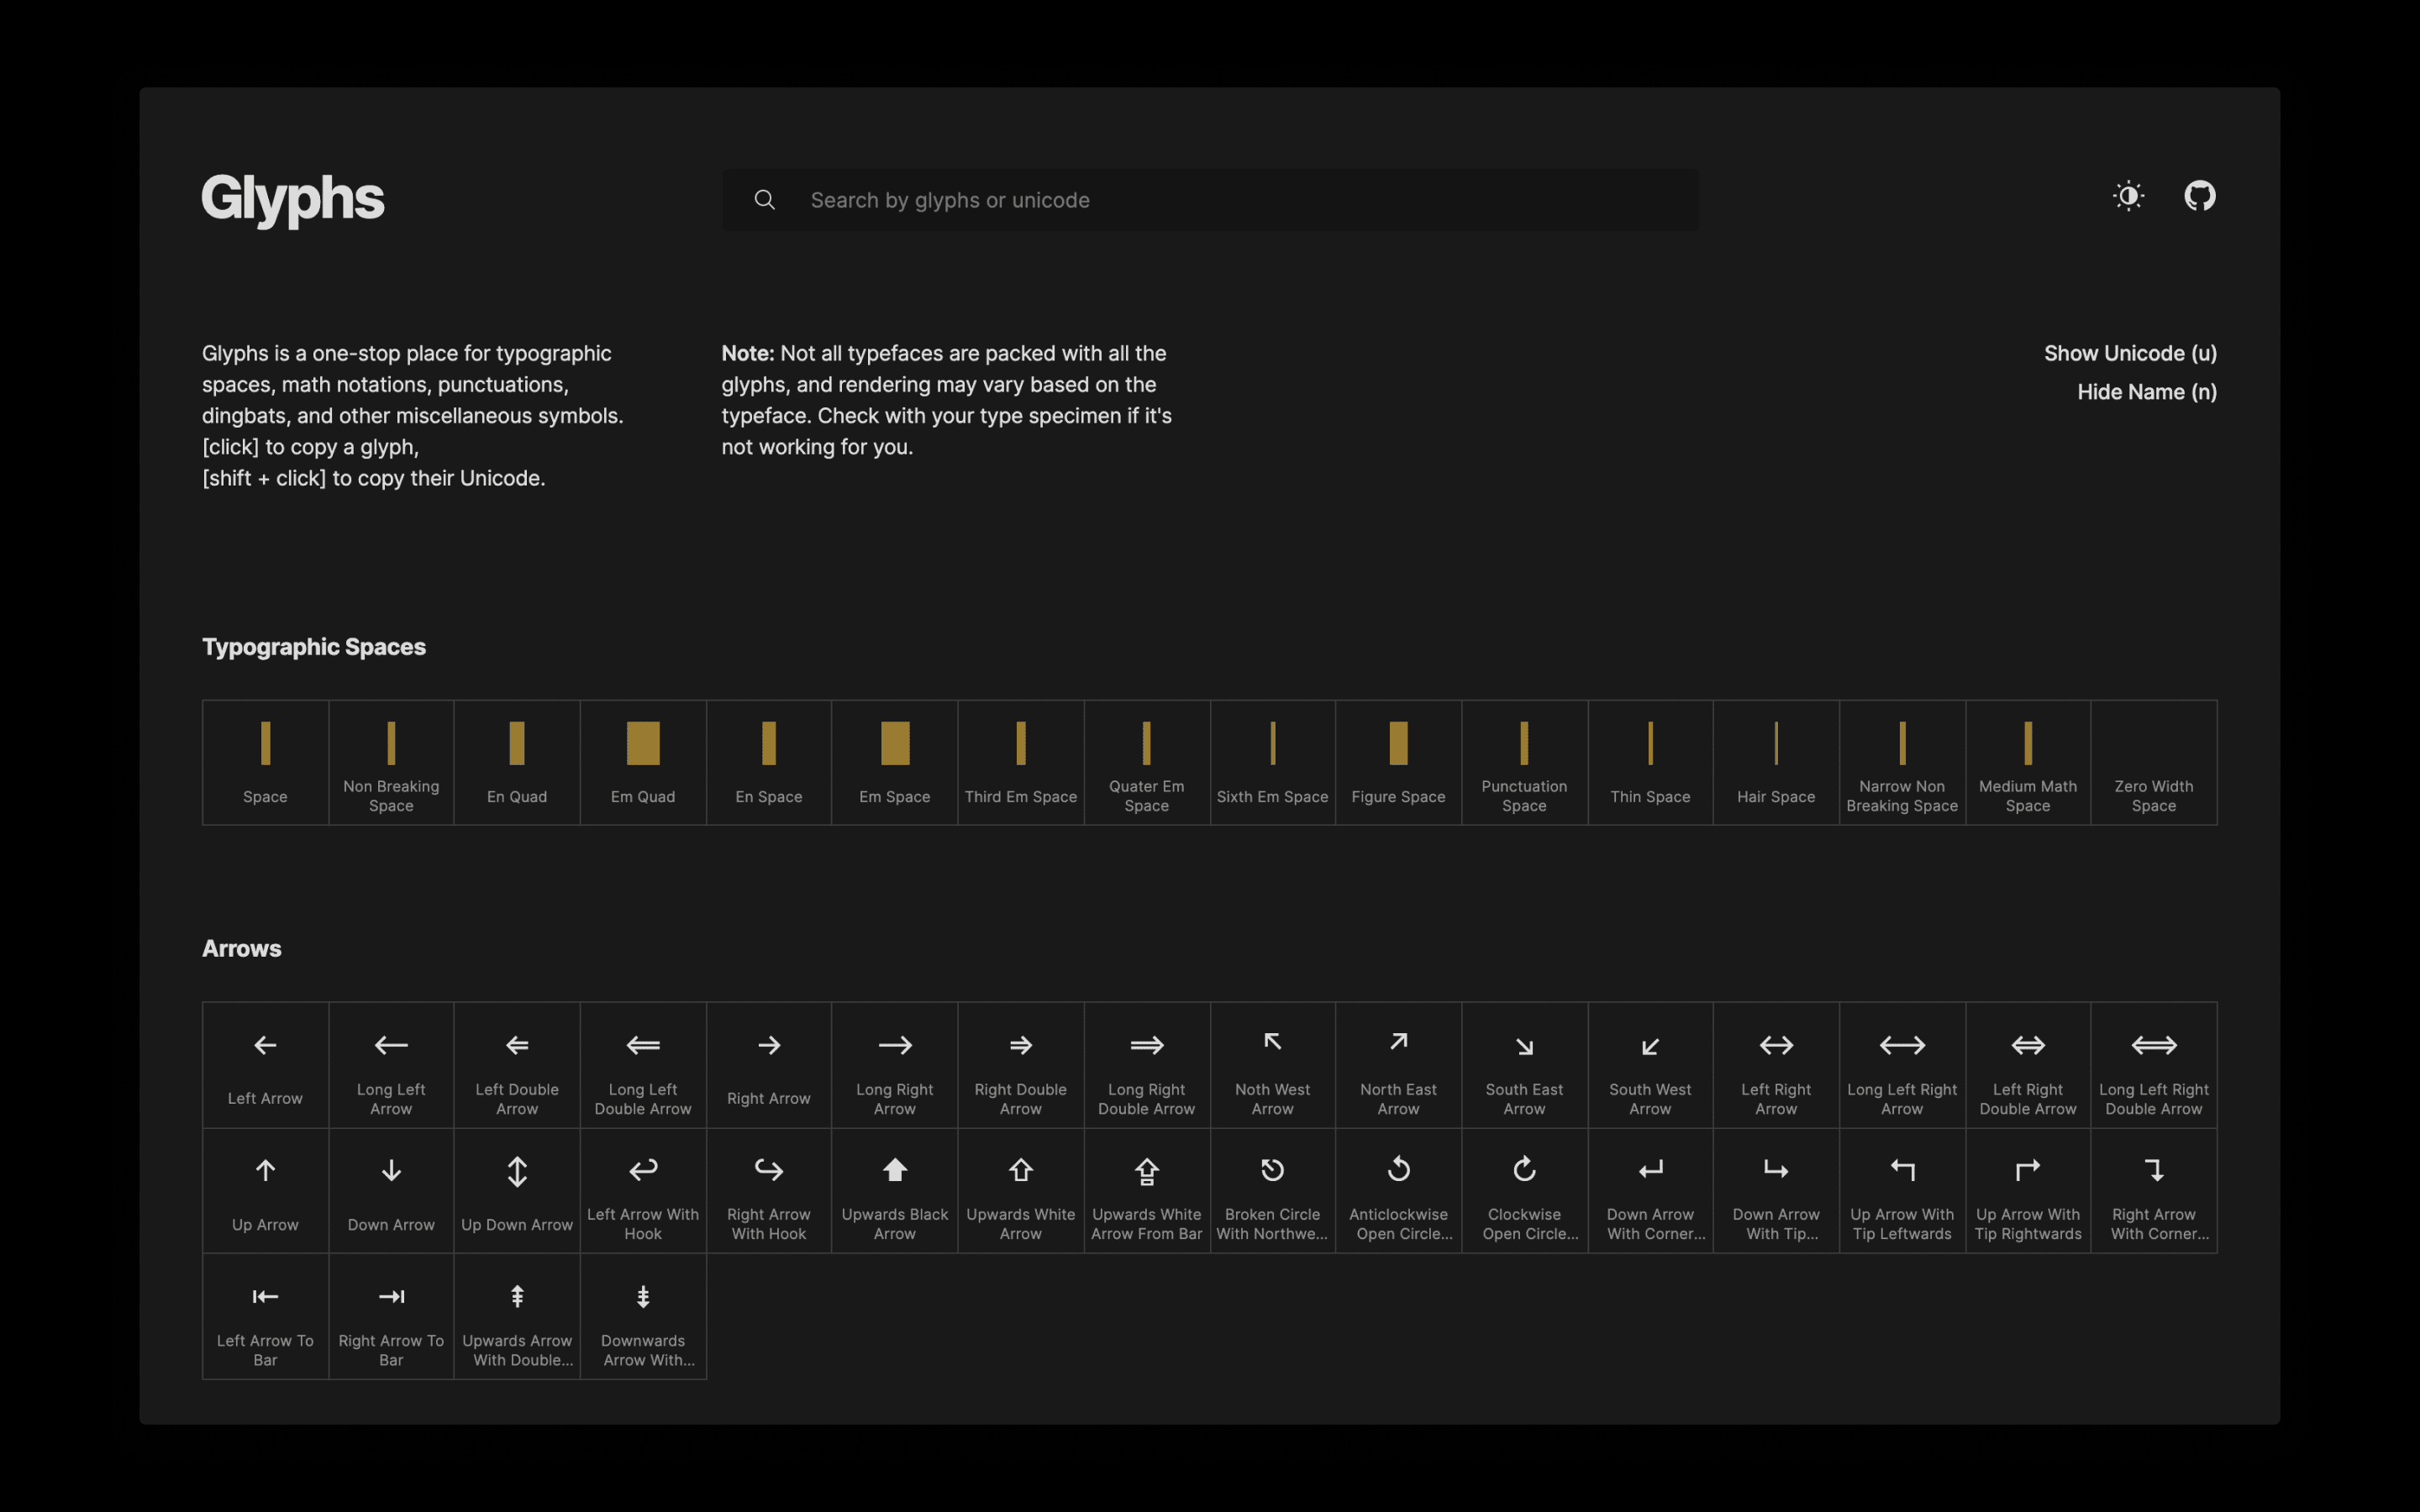 Glyphs
Search by glyphs or unicode
Glyphs is a one-stop place for typographic
spaces, math notations, punctuations,
dingbats, and other miscellaneous symbols.
[click] to copy a glyph,
[shift + click] to copy their Unicode.
Note: Not all typefaces are packed with all the
glyphs, and rendering may vary based on the
typeface. Check with your type specimen if it's
not working for you.
Show Unicode (u)
Hide Name (n)
Typographic Spaces
Space
Non Breaking
Space
En Quad
Em Quad
En Space
Em Space
Third Em Space
Quater Em
Space
Sixth Em Space
Figure Space
Punctuation
Space
Thin Space
Hair Space
Narrow Non
Breaking Space
Medium Math
Space
Zero Width
Space
Arrows
←
Left Arrow
⟵
Long Left
Arrow
⇐
Left Double
Arrow
⟸
Long Left
Double Arrow
→
Right Arrow
⟶
Long Right
Arrow
⇒
Right Double
Arrow
⟹
Long Right
Double Arrow
↖
Noth West
Arrow
↗
North East
Arrow
↘
South East
Arrow
↙
South West
Arrow
↔
Left Right
Arrow
⟷
Long Left Right
Arrow
⇔
Left Right
Double Arrow
⟺
Long Left Right
Double Arrow
↑
Up Arrow
↓
Down Arrow
↕
Up Down Arrow
↩
Left Arrow With
Hook
↪
Right Arrow
With Hook
⬆
Upwards Black
Arrow
⇧
Upwards White
Arrow
⇪
Upwards White
Arrow From Bar
⎋
Broken Circle
With Northwe...
↺
Anticlockwise
Open Circle...
↻
Clockwise
Open Circle...
↵
Down Arrow
With Corner...
↳
Down Arrow
With Tip...
↰
Up Arrow With
Tip Leftwards
↱
Up Arrow With
Tip Rightwards
↴
Right Arrow
With Corner...
⇤
Left Arrow To
Bar
⇥
Right Arrow To
Bar
⇞
Upwards Arrow
With Double...
⇟
Downwards
Arrow With...